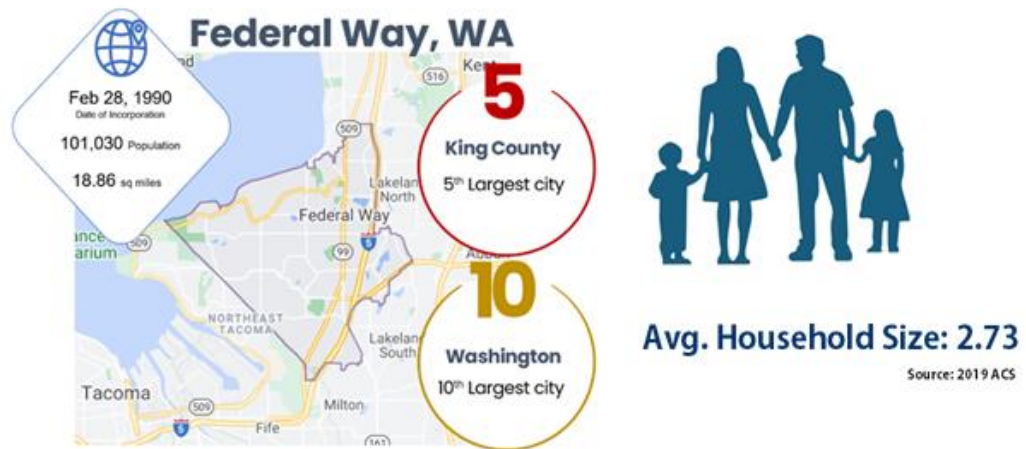 Federal Way, WA
Feb 28, 1990
Date of Incorporation
101,030 Population
18.86 sq miles
5
King County
5th Largest city
10
Washington
10th Largest city
Avg. Household Size: 2.73
Source: 2019 ACS
Kent
516
509
Lakeland
North
Federal Way
5
99
509
NORTHEAST
TACOMA
Lakeland
South
Tacoma
509
5
Fife
Milton
161